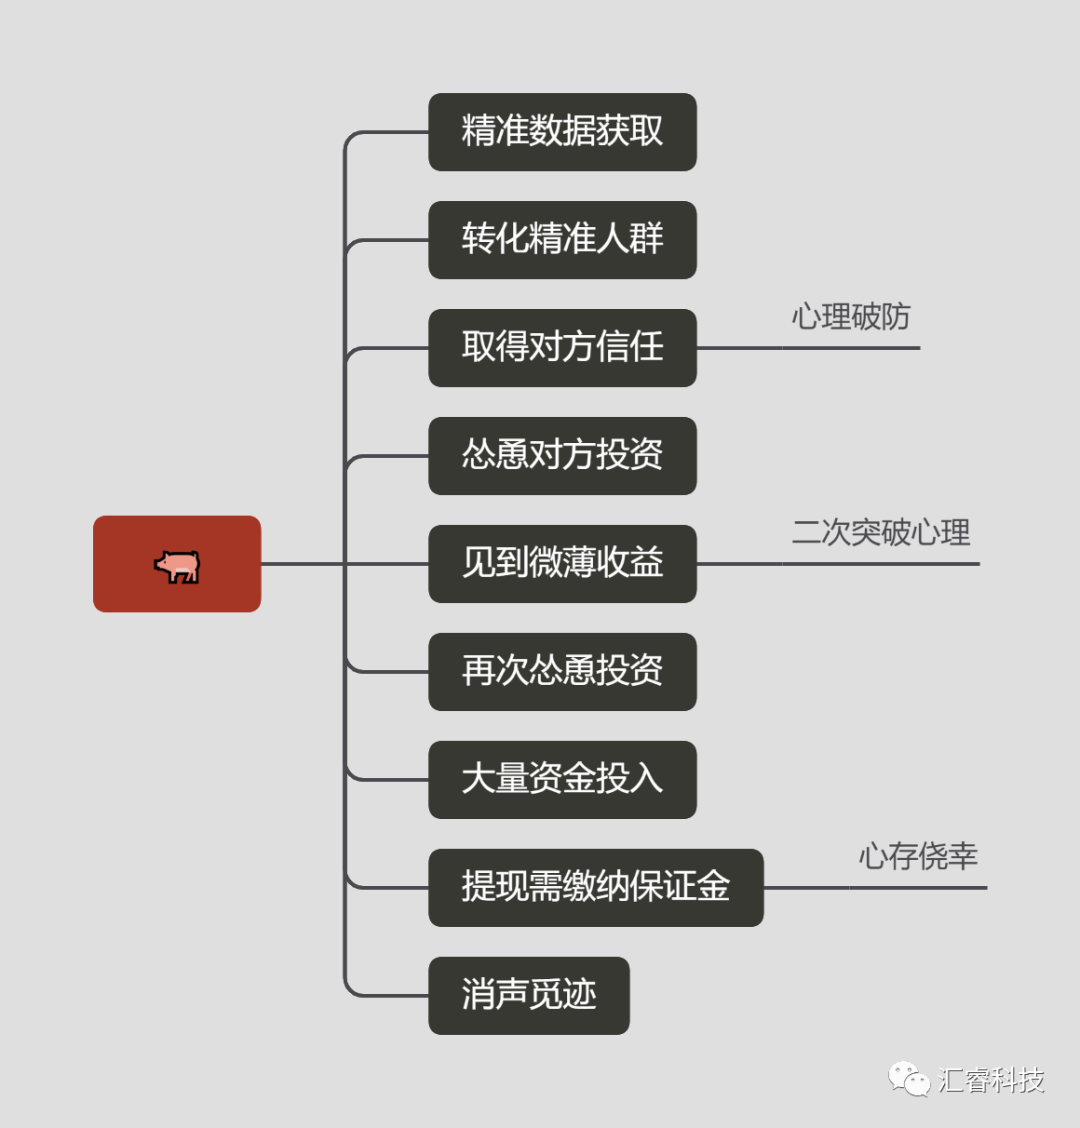 精准数据获取
转化精准人群
取得对方信任
心理破防
怂恿对方投资
见到微薄收益
二次突破心理
再次怂恿投资
大量资金投入
提现需缴纳保证金
心存侥幸
消声觅迹
汇睿科技